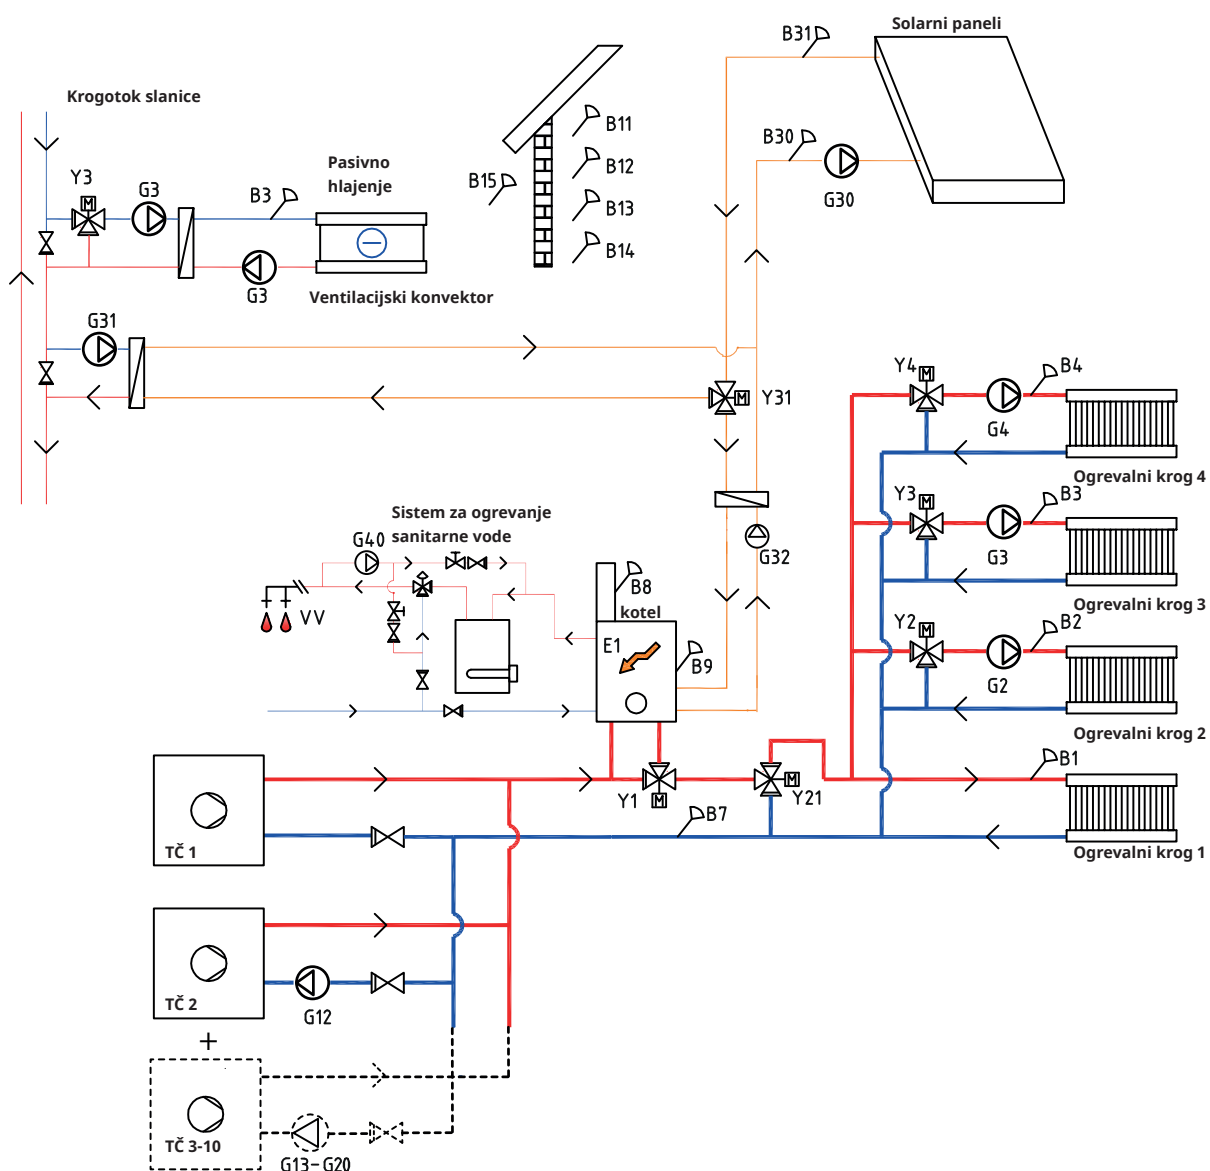 Solarni paneli
B31
Krogotok slanice
B11
B30
B12
Pasivno
hlajenje
Y3
G3
B3
B15
B13
G30
B14
G3
Ventilacijski konvektor
G31
Y31
Y4
B4
G4
Ogrevalni krog 4
Y3
B3
G3
Ogrevalni krog 3
Sistem za ogrevanje
sanitarne vode
G40
G32
B8
kotel
VV
E1
B9
Y2
B2
G2
Ogrevalni krog 2
B1
Y1
M
Y21
B7
TČ 1
Ogrevalni krog 1
TČ 2
G12
+
TČ 3-10
G13-G20
M
M
M
M
M
M